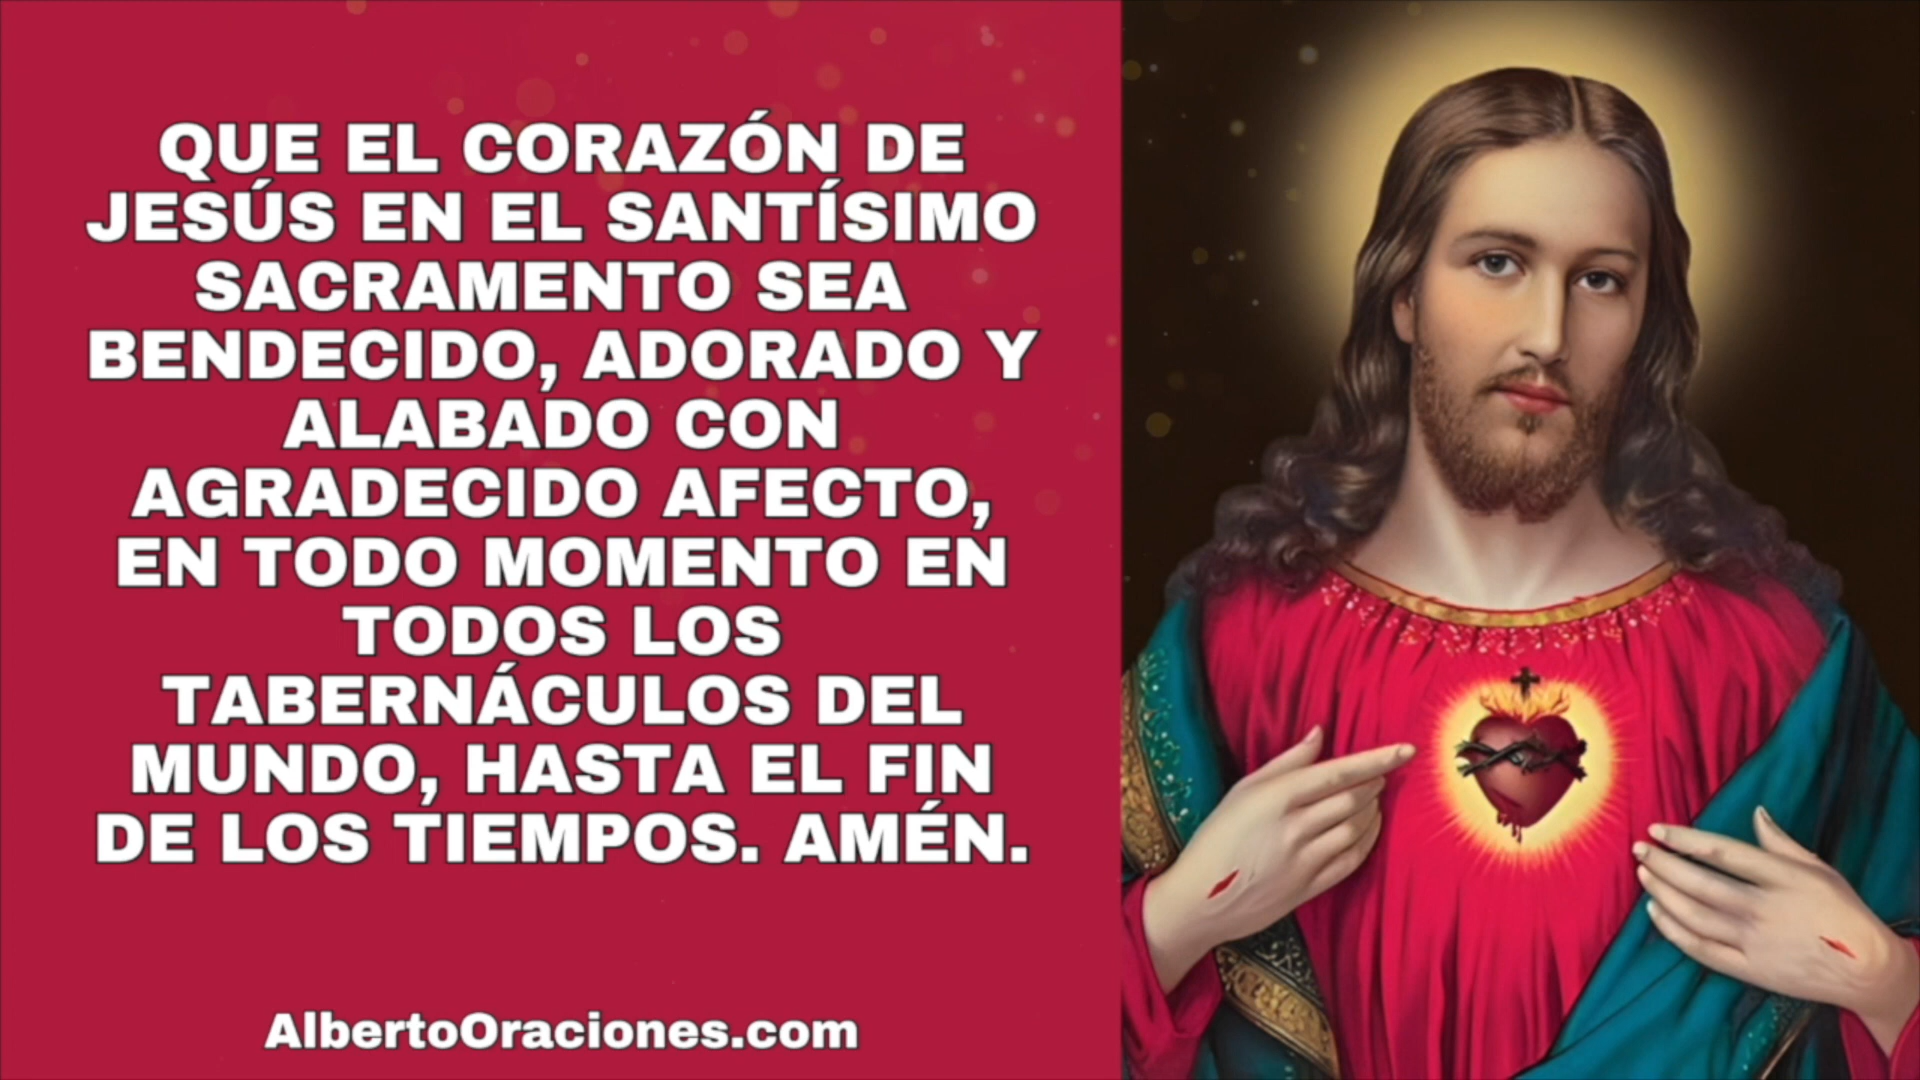 QUE EL CORAZÓN DE
JESÚS EN EL SANTÍSIMO
SACRAMENTO SEA
BENDECIDO, ADORADO Y
ALABADO CON
AGRADECIDO AFECTO,
EN TODO MOMENTO EN
TODOS LOS
TABERNÁCULOS DEL
MUNDO, HASTA EL FIN
DE LOS TIEMPOS. AMÉN.
AlbertoOraciones.com